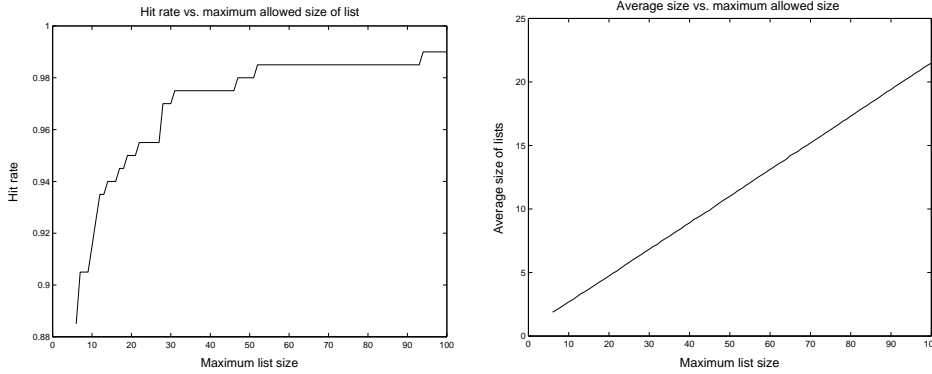 Hit rate vs. maximum allowed size of list
1
0.98
0.96
0.94
0.92
0.9
0.88
Hit rate
0 10 20 30 40 50 60 70 80 90 100
Maximum list size
Average size vs. maximum allowed size
25
20
15
10
5
0
Average size of lists
0 10 20 30 40 50 60 70 80 90 100
Maximum list size